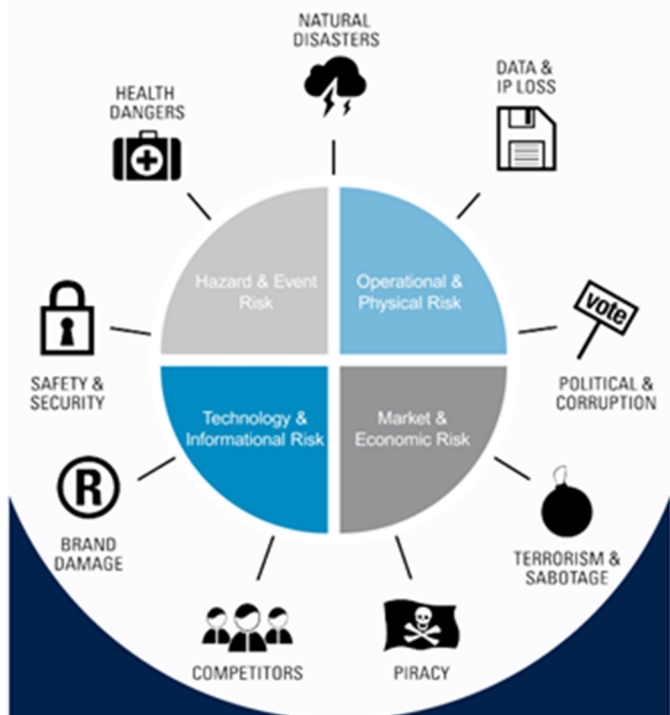 NATURAL
DISASTERS
DATA &
IP LOSS
HEALTH
DANGERS
Hazard & Event
Risk
Operational &
Physical Risk
vote
SAFETY &
SECURITY
POLITICAL &
CORRUPTION
Technology &
Informational Risk
Market &
Economic Risk
R
BRAND
DAMAGE
TERRORISM &
SABOTAGE
COMPETITORS
PIRACY